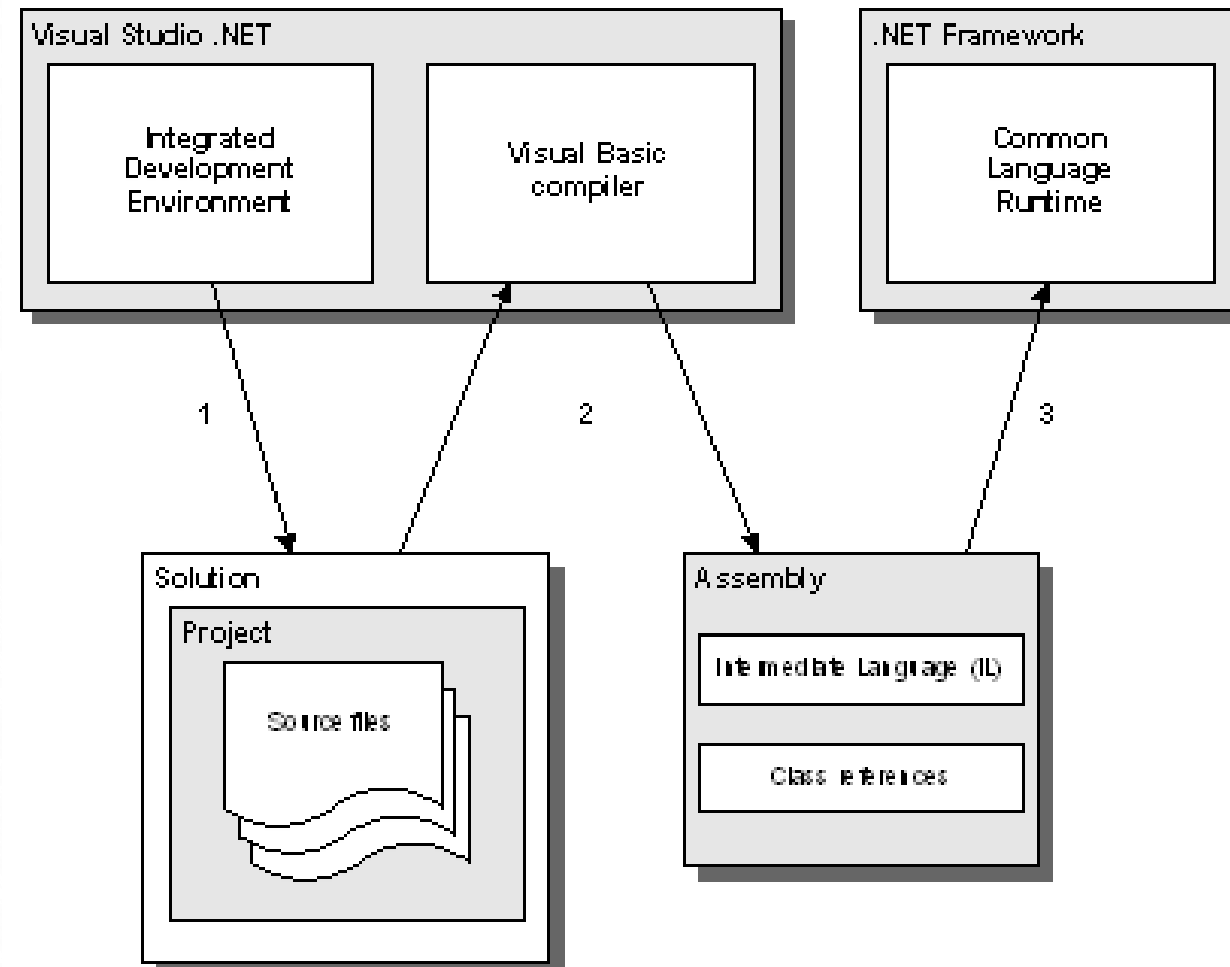 Visual Studio .NET
Integrated
Development
Environment
Visual Basic
compiler
.NET Framework
Common
Language
Runtime
1
2
3
Solution
Project
Source files
Assembly
Intermediate Language (IL)
Class references